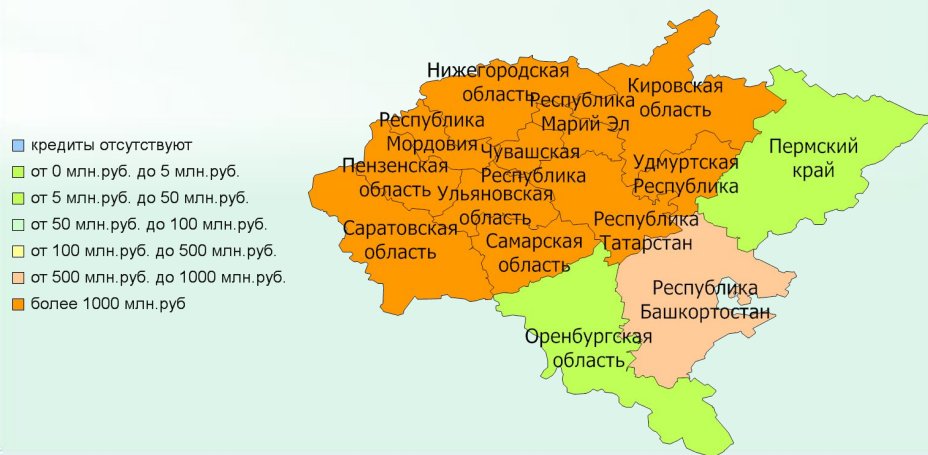 кредиты отсутствуют
от 0 млн.руб. до 5 млн.руб.
от 5 млн.руб. до 50 млн.руб.
от 50 млн.руб. до 100 млн.руб.
от 100 млн.руб. до 500 млн.руб.
от 500 млн.руб. до 1000 млн.руб.
более 1000 млн.руб
Нижегородская
область
Республика
Марий Эл
Кировская
область
Республика
Мордовия
Чувашская
Республика
Удмуртская
Республика
Пермский
край
Пензенская
область
Ульяновская
область
Республика
Татарстан
Саратовская
область
Самарская
область
Республика
Башкортостан
Оренбургская
область